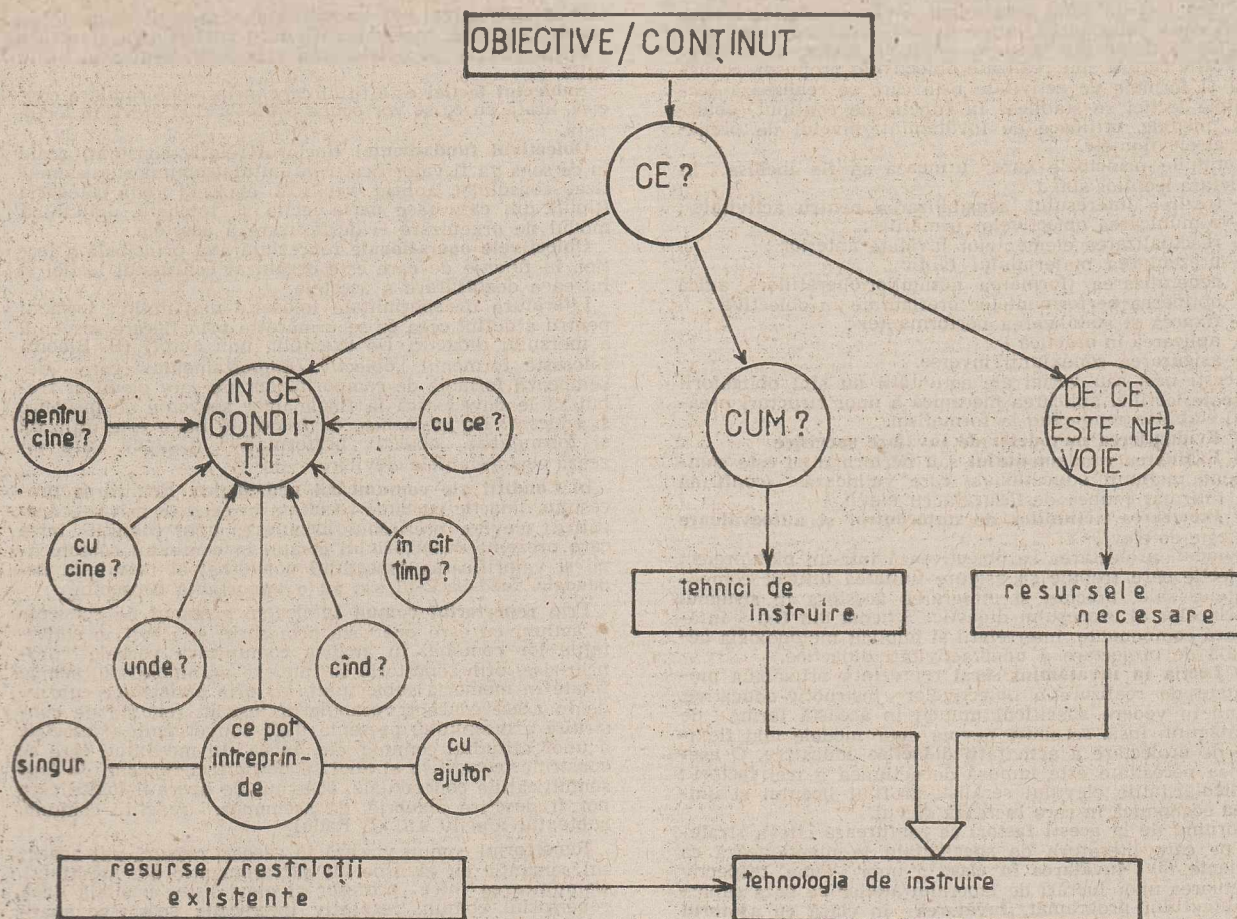 OBIECTIVE/CONȚINUT
CE ?
IN CE
CONDI-
ȚII
pentru
cine ?
cu ce ?
CUM ?
DE CE
ESTE NE-
VOIE
cu
cine ?
în cît
timp ?
unde ?
cînd ?
tehnici de
instruire
resursele
necesare
singur
ce pot
intreprin-
de
cu
ajutor
resurse / restricții
existente
tehnologia de instruire